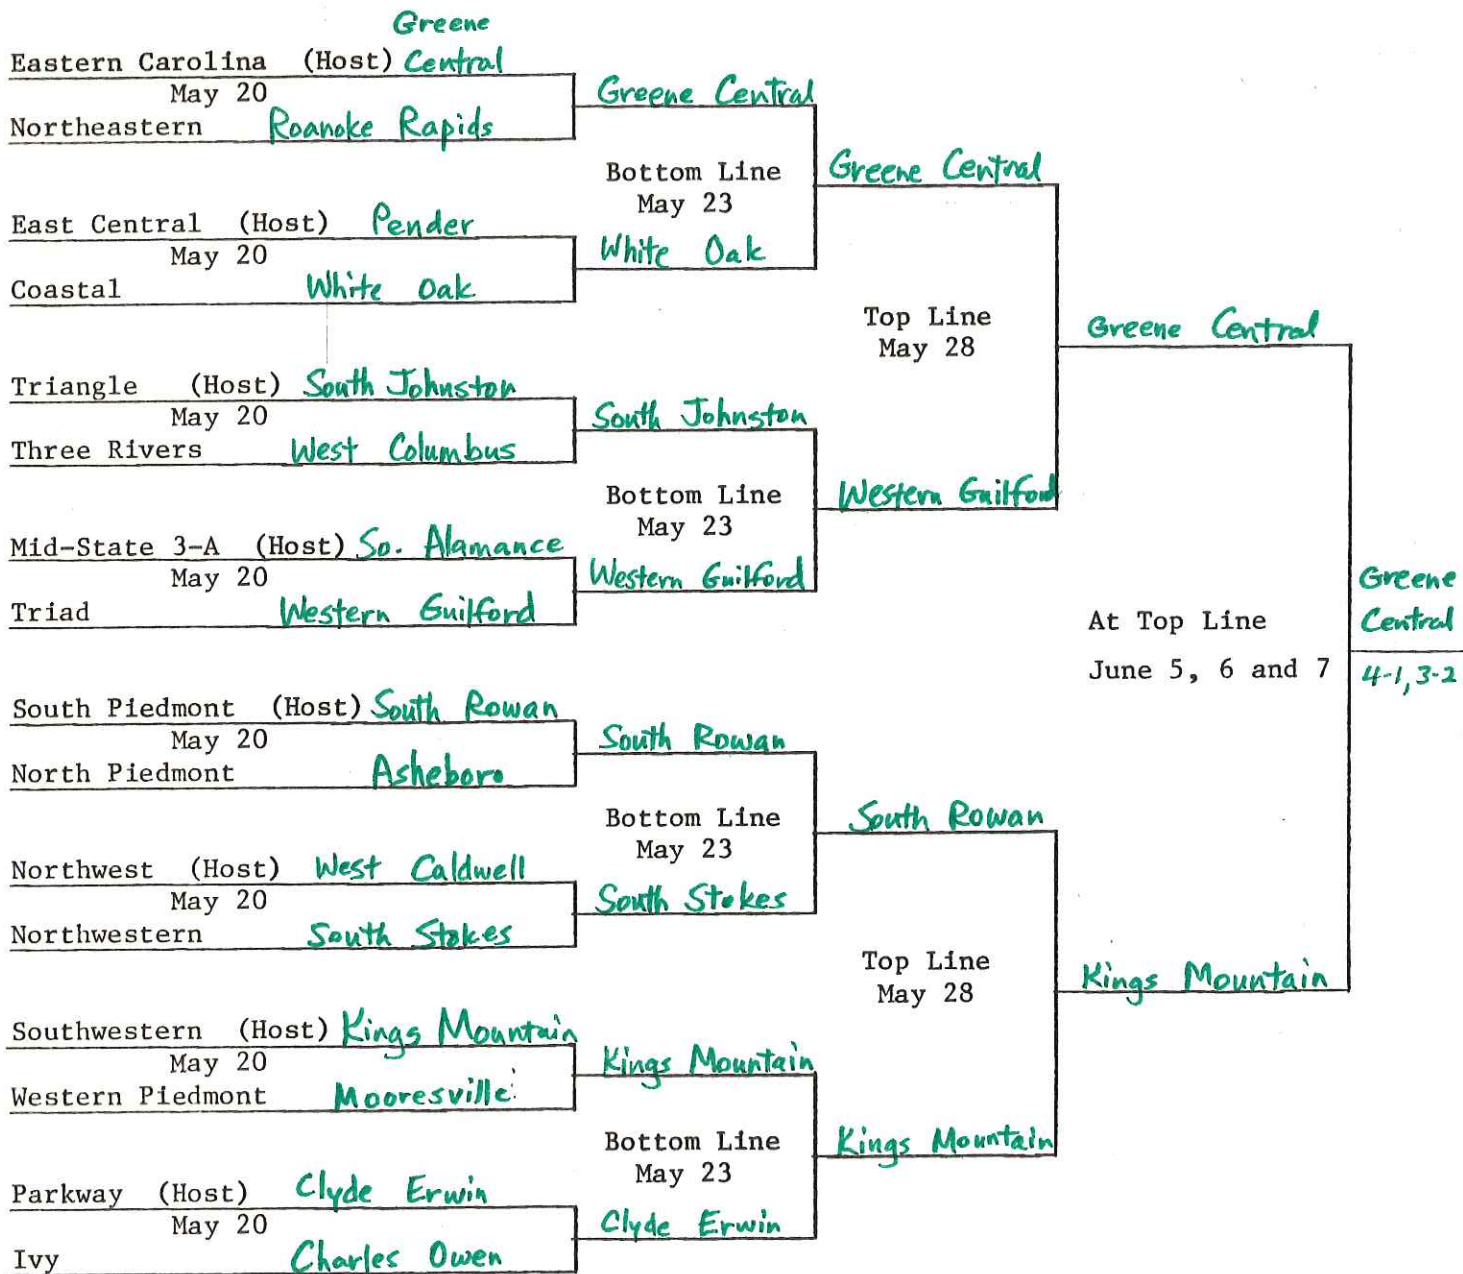 Greene
Eastern Carolina (Host) Central
May 20
Greene Central
Northeastern Roanoke Rapids
Bottom Line
May 23
Greene Central
East Central (Host) Pender
May 20
White Oak
Coastal White Oak
Top Line
May 28
Greene Central
Triangle (Host) South Johnston
May 20
South Johnston
Three Rivers West Columbus
Bottom Line
May 23
Western Guilford
Mid-State 3-A (Host) So. Alamance
May 20
Western Guilford
Triad Western Guilford
At Top Line
June 5, 6 and 7
Greene
Central
4-1, 3-2
South Piedmont (Host) South Rowan
May 20
South Rowan
North Piedmont Asheboro
Bottom Line
May 23
South Rowan
Northwest (Host) West Caldwell
May 20
South Stokes
Northwestern South Stokes
Top Line
May 28
Kings Mountain
Southwestern (Host) Kings Mountain
May 20
Kings Mountain
Western Piedmont Mooresville
Bottom Line
May 23
Kings Mountain
Parkway (Host) Clyde Erwin
May 20
Clyde Erwin
Ivy Charles Owen